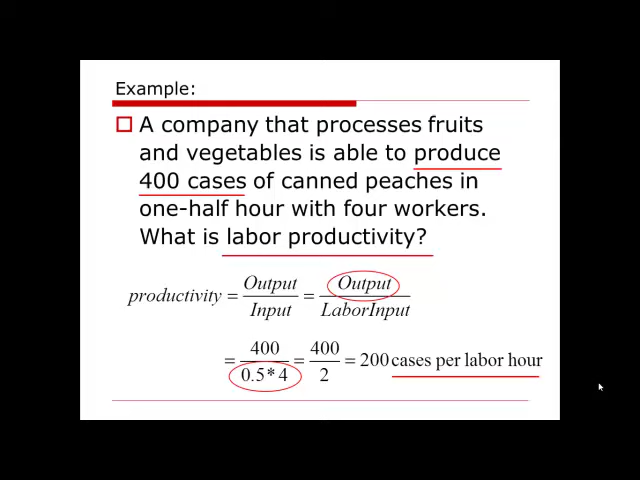 Example:
A company that processes fruits
and vegetables is able to produce
400 cases of canned peaches in
one-half hour with four workers.
What is labor productivity?
productivity = Output / Input = Output / LaborInput
= 400 / 0.5*4 = 400 / 2 = 200 cases per labor hour